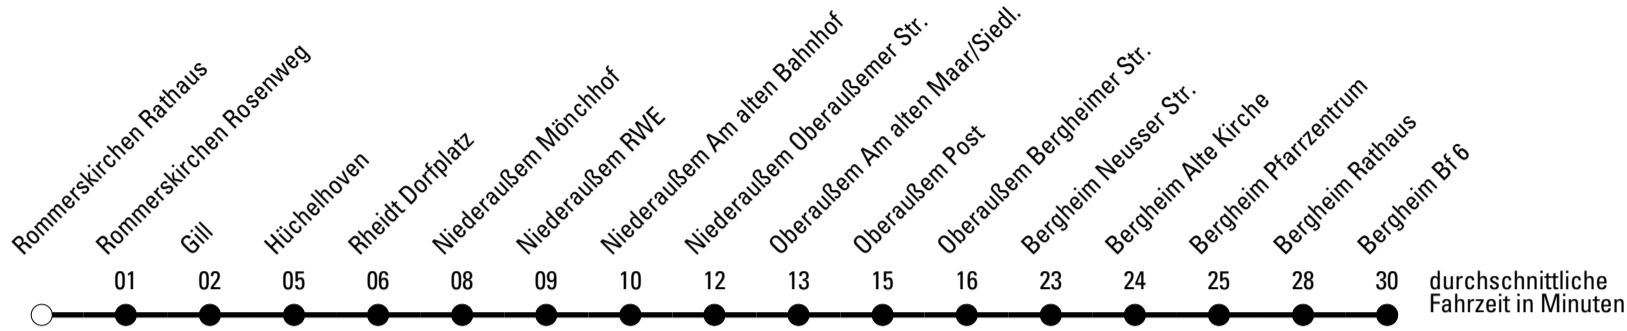 Rommerskirchen Rathaus
Rommerskirchen Rosenweg
Gill
Hüchelhoven
Rheidt Dorfplatz
Niederaußem Mönchhof
Niederaußem RWE
Niederaußem Am alten Bahnhof
Niederaußem Oberaußemer Str.
Oberaußem Am alten Maar/Siedl.
Oberaußem Post
Oberaußem Bergheimer Str.
Bergheim Neusser Str.
Bergheim Alte Kirche
Bergheim Pfarrzentrum
Bergheim Rathaus
Bergheim Bf 6
01 02 05 06 08 09 10 12 13 15 16 23 24 25 28 30
durchschnittliche
Fahrzeit in Minuten